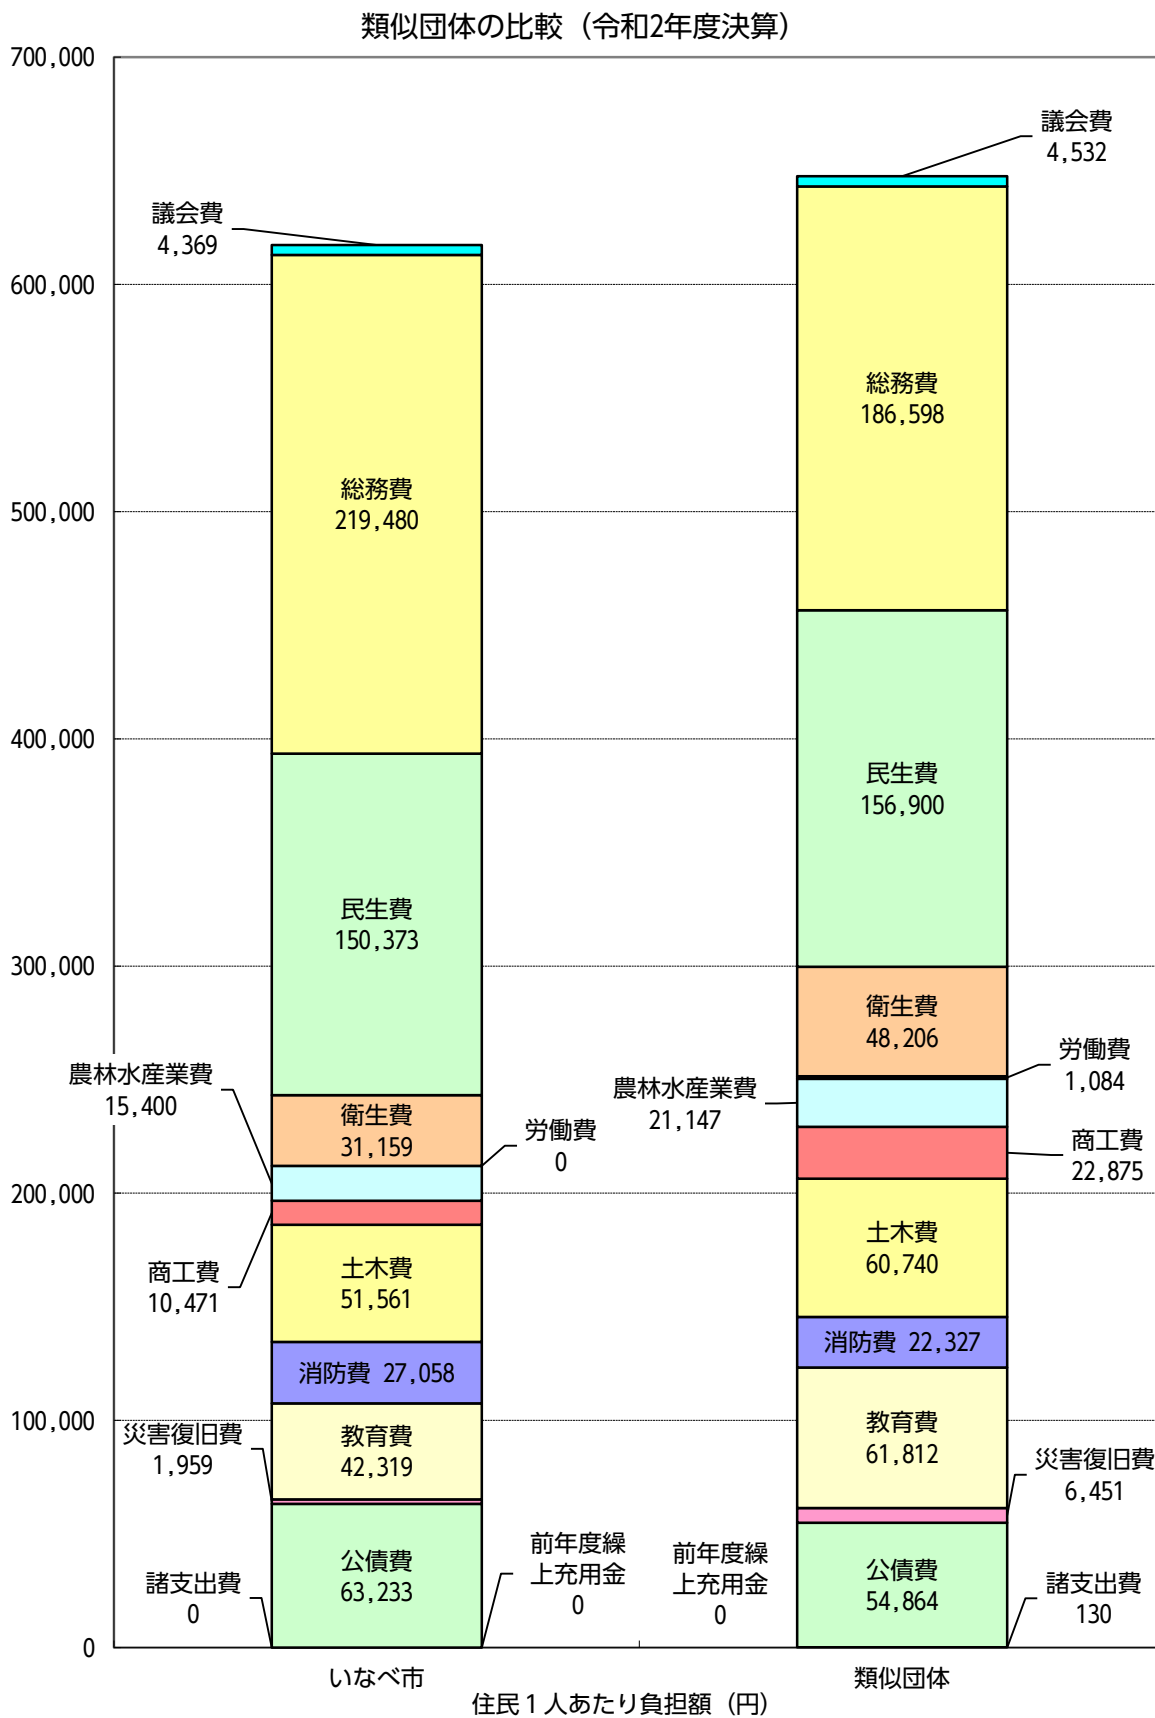 類似団体の比較（令和2年度決算）
700,000
600,000
500,000
400,000
300,000
200,000
100,000
0
議会費
4,369
総務費
219,480
民生費
150,373
衛生費
31,159
労働費
0
農林水産業費
15,400
商工費
10,471
土木費
51,561
消防費 27,058
教育費
42,319
災害復旧費
1,959
公債費
63,233
諸支出費
0
前年度繰
上充用金
0
議会費
4,532
総務費
186,598
民生費
156,900
衛生費
48,206
労働費
1,084
農林水産業費
21,147
商工費
22,875
土木費
60,740
消防費 22,327
教育費
61,812
災害復旧費
6,451
公債費
54,864
諸支出費
130
前年度繰
上充用金
0
いなべ市
類似団体
住民１人あたり負担額（円）